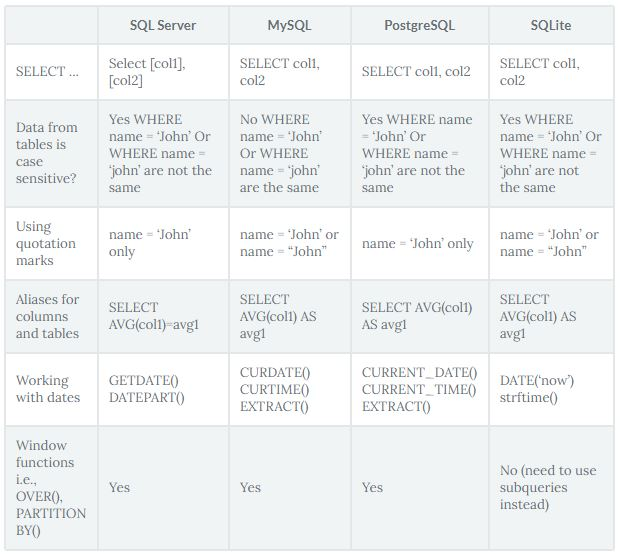 SQL Server MySQL PostgreSQL SQLite
SELECT ...
Select [col1],
[col2]
SELECT col1,
col2
SELECT col1, col2
SELECT col1,
col2
Data from
tables is
case
sensitive?
Yes WHERE
name = ‘John’ Or
WHERE name =
‘john’ are not the
same
No WHERE
name = ‘John’
Or WHERE
name = ‘john’
are the same
Yes WHERE name
= ‘John’ Or
WHERE name =
‘john’ are not the
same
Yes WHERE
name = ‘John’ Or
WHERE name =
‘john’ are not
the same
Using
quotation
marks
name = ‘John’
only
name = ‘John’ or
name = “John”
name = ‘John’ only
name = ‘John’ or
name = “John”
Aliases for
columns
and tables
SELECT
AVG(col1)=avg1
SELECT
AVG(col1) AS
avg1
SELECT AVG(col1)
AS avg1
SELECT
AVG(col1) AS
avg1
Working
with dates
GETDATE()
DATEPART()
CURDATE()
CURTIME()
EXTRACT()
CURRENT_DATE()
CURRENT_TIME()
EXTRACT()
DATE(‘now’)
strftime()
Window
functions
i.e.,
OVER(),
PARTITION
BY()
Yes
Yes
Yes
No (need to use
subqueries
instead)